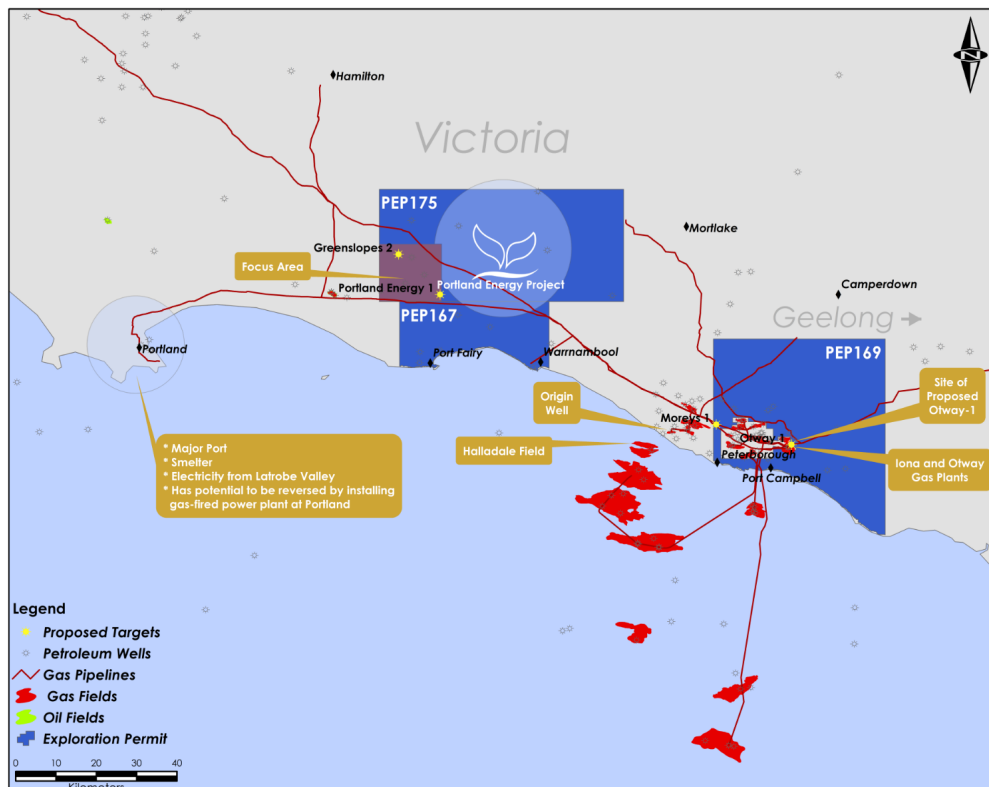 N
Hamilton
Victoria
PEP175
Greenslopes 2
Mortlake
Focus Area
Portland Energy 1
Portland Energy Project
Camperdown
PEP167
Geelong
Portland
Port Fairy
Warrnambool
PEP169
Origin
Well
Moreys 1
Site of
Proposed
Otway-1
Halladale Field
Otway 1
Peterborough
Port Campbell
Iona and Otway
Gas Plants
* Major Port
* Smelter
* Electricity from Latrobe Valley
* Has potential to be reversed by installing
gas-fired power plant at Portland
Legend
Proposed Targets
Petroleum Wells
Gas Pipelines
Gas Fields
Oil Fields
Exploration Permit
0 10 20 30 40
Kilometers